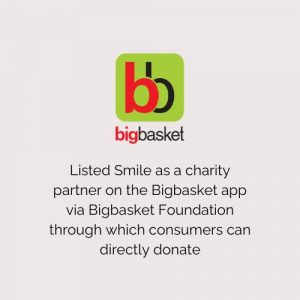 bb
bigbasket
Listed Smile as a charity
partner on the Bigbasket app
via Bigbasket Foundation
through which consumers can
directly donate